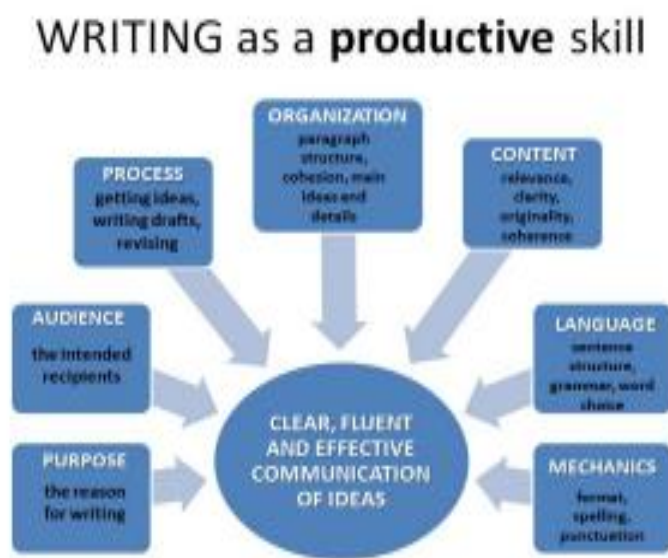 WRITING as a productive skill
ORGANIZATION
paragraph
structure,
cohesion, main
ideas and
details
PROCESS
getting ideas,
writing drafts,
revising
CONTENT
relevance,
clarity,
originality,
coherence
AUDIENCE
the intended
recipients
LANGUAGE
sentence
structure,
grammar, word
choice
PURPOSE
the reason
for writing
MECHANICS
format,
spelling,
punctuation
CLEAR, FLUENT
AND EFFECTIVE
COMMUNICATION
OF IDEAS